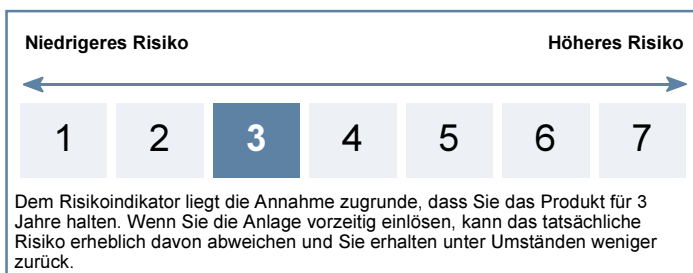 Niedrigeres Risiko Höheres Risiko
1 2 3 4 5 6 7
Dem Risikoindikator liegt die Annahme zugrunde, dass Sie das Produkt für 3
Jahre halten. Wenn Sie die Anlage vorzeitig einlösen, kann das tatsächliche
Risiko erheblich davon abweichen und Sie erhalten unter Umständen weniger
zurück.